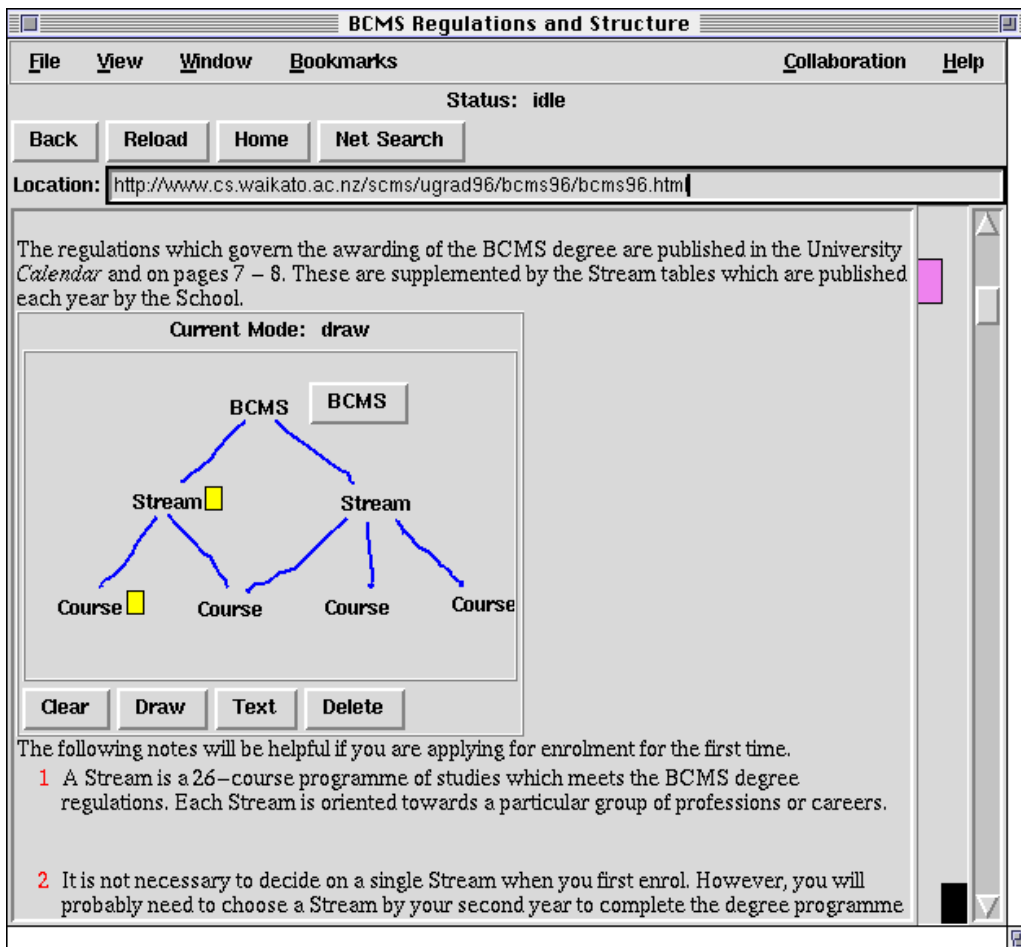 BCMS Regulations and Structure
File View Window Bookmarks Collaboration Help
Status: idle
Back Reload Home Net Search
Location: http://www.cs.waikato.ac.nz/scms/ugrad96/bcms96/bcms96.html
The regulations which govern the awarding of the BCMS degree are published in the University
Calendar and on pages 7 – 8. These are supplemented by the Stream tables which are published
each year by the School.
Current Mode: draw
BCMS BCMS
Stream Stream
Course Course Course Course
Clear Draw Text Delete
The following notes will be helpful if you are applying for enrolment for the first time.
1 A Stream is a 26–course programme of studies which meets the BCMS degree
regulations. Each Stream is oriented towards a particular group of professions or careers.
2 It is not necessary to decide on a single Stream when you first enrol. However, you will
probably need to choose a Stream by your second year to complete the degree programme